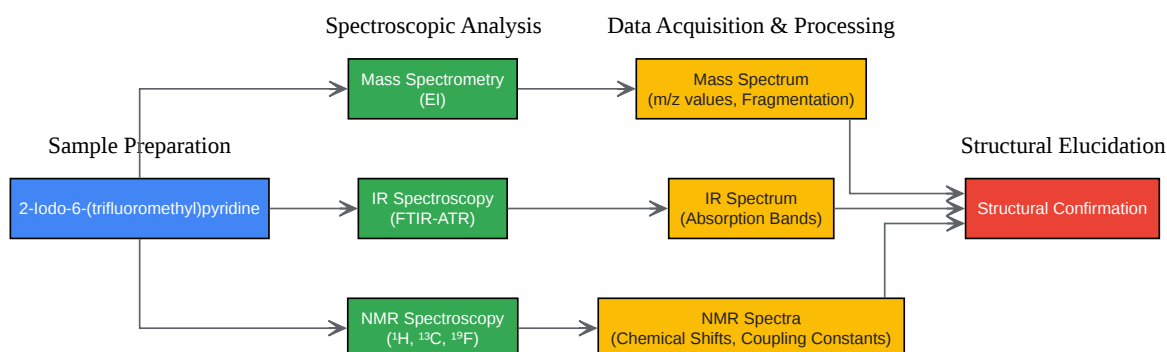 Spectroscopic Analysis
Data Acquisition & Processing
Mass Spectrometry
(EI)
Mass Spectrum
(m/z values, Fragmentation)
Sample Preparation
Structural Elucidation
2-Iodo-6-(trifluoromethyl)pyridine
IR Spectroscopy
(FTIR-ATR)
IR Spectrum
(Absorption Bands)
Structural Confirmation
NMR Spectroscopy
(¹H, ¹³C, ¹⁹F)
NMR Spectra
(Chemical Shifts, Coupling Constants)